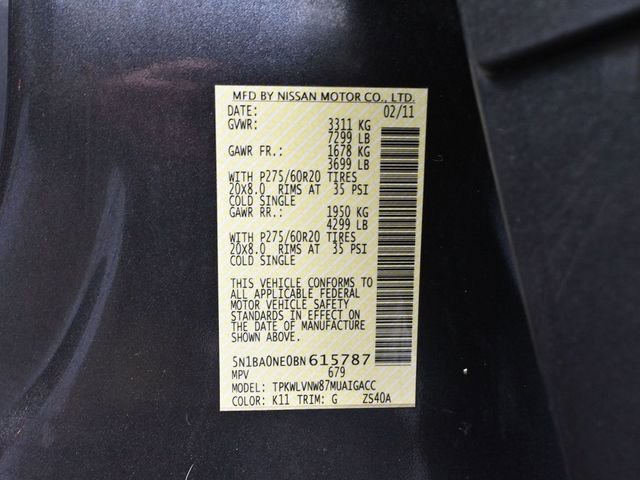 MFD BY NISSAN MOTOR CO., LTD.
DATE: 02/11
GVWR: 3311 KG
7299 LB
GAWR FR.: 1678 KG
3699 LB
WITH P275/60R20 TIRES
20X8.0 RIMS AT 35 PSI
COLD SINGLE
GAWR RR.: 1950 KG
4299 LB
WITH P275/60R20 TIRES
20X8.0 RIMS AT 35 PSI
COLD SINGLE
THIS VEHICLE CONFORMS TO
ALL APPLICABLE FEDERAL
MOTOR VEHICLE SAFETY
STANDARDS IN EFFECT ON
THE DATE OF MANUFACTURE
SHOWN ABOVE.
5N1BA0NE0BN615787
MPV 679
MODEL: TPKWLVNW87MUAIGACC
COLOR: K11 TRIM: G ZS40A